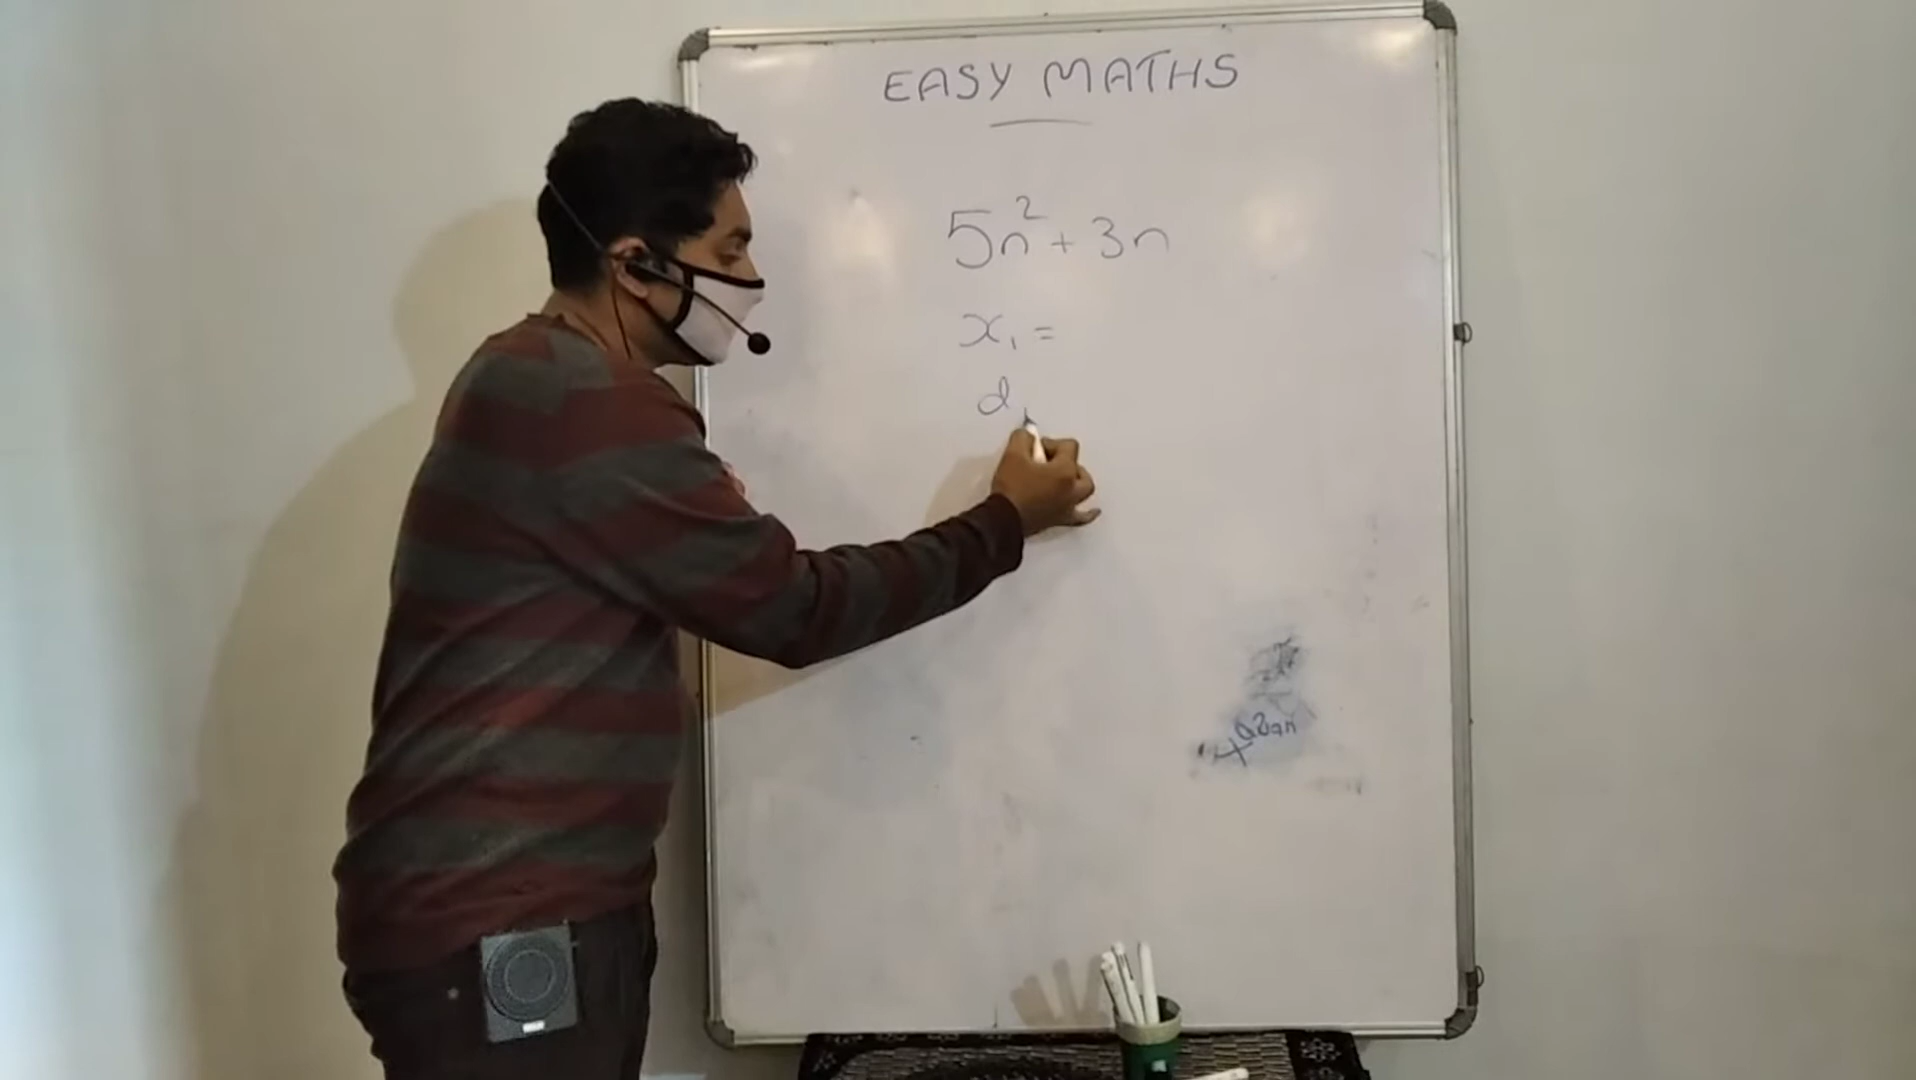 EASY MATHS
5n² + 3n
x₁ =
d